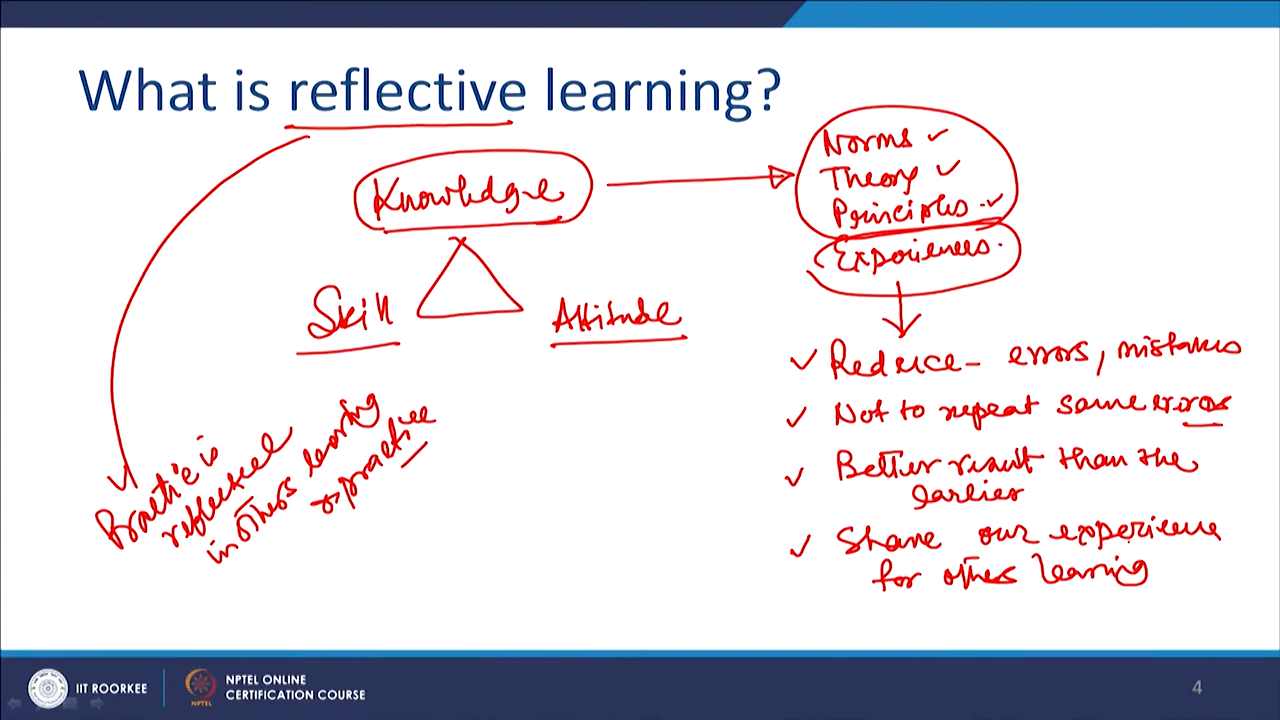 What is reflective learning?
Knowledge
Skill
Attitude
Norms
Theory
Principles
Experiences.
Reduce - errors, mistakes
Not to repeat same errors
Better result than the
earlier
Share our experience
for others learning
Practice is
reflected
in others learning
& practice
IIT ROORKEE
NPTEL
NPTEL ONLINE
CERTIFICATION COURSE
4